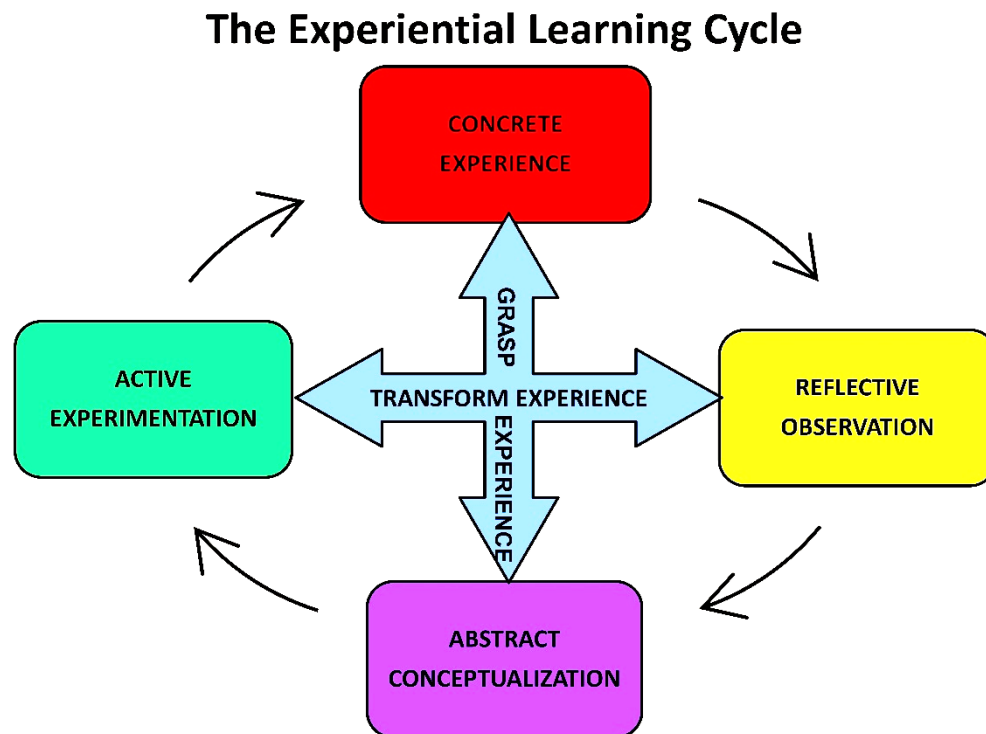 The Experiential Learning Cycle
CONCRETE
EXPERIENCE
GRASP
EXPERIENCE
TRANSFORM EXPERIENCE
ACTIVE
EXPERIMENTATION
REFLECTIVE
OBSERVATION
ABSTRACT
CONCEPTUALIZATION